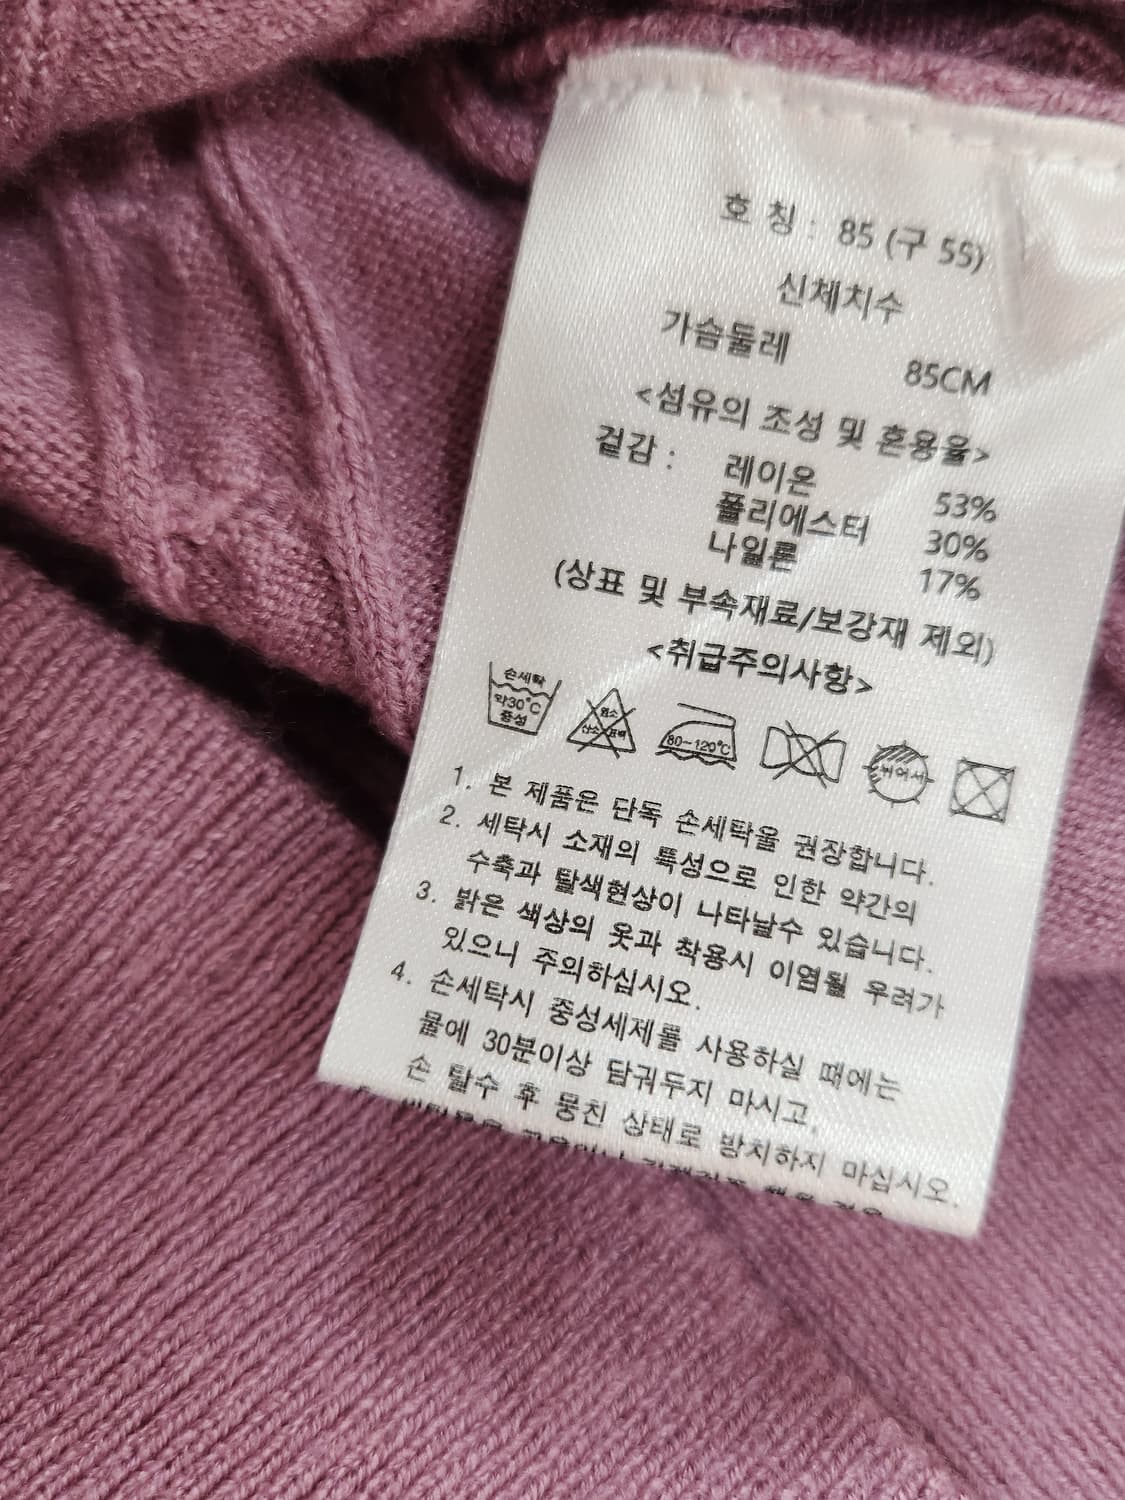 호 칭 : 85 (구 55)
신체치수
가슴둘레 85CM
<섬유의 조성 및 혼용율>
겉감 : 레이온 53%
폴리에스터 30%
나일론 17%
(상표 및 부속재료/보강재 제외)
<취급주의사항>
손세탁
약30°C
중성
염소
산소 표백
80~120℃
뉘어서
1. 본 제품은 단독 손세탁을 권장합니다.
2. 세탁시 소재의 특성으로 인한 약간의
수축과 탈색현상이 나타날수 있습니다.
3. 밝은 색상의 옷과 착용시 이염될 우려가
있으니 주의하십시오.
4. 손세탁시 중성세제를 사용하실 때에는
물에 30분이상 담궈두지 마시고,
손 탈수 후 뭉친 상태로 방치하지 마십시오.